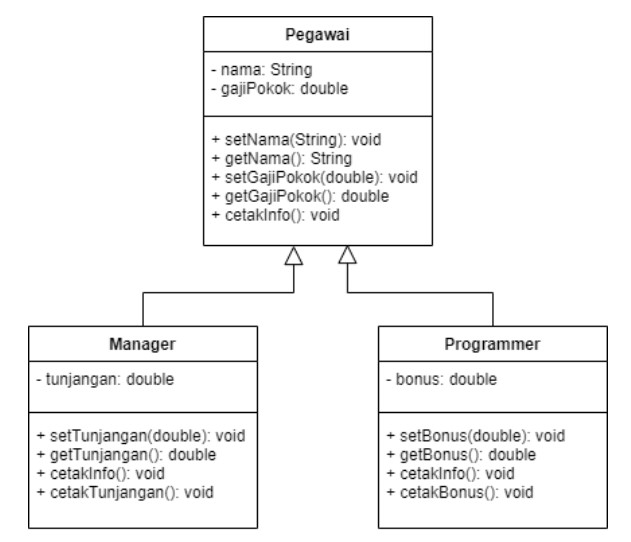 Pegawai
- nama: String
- gajiPokok: double
+ setNama(String): void
+ getNama(): String
+ setGajiPokok(double): void
+ getGajiPokok(): double
+ cetakInfo(): void
Manager
- tunjangan: double
+ setTunjangan(double): void
+ getTunjangan(): double
+ cetakInfo(): void
+ cetakTunjangan(): void
Programmer
- bonus: double
+ setBonus(double): void
+ getBonus(): double
+ cetakInfo(): void
+ cetakBonus(): void